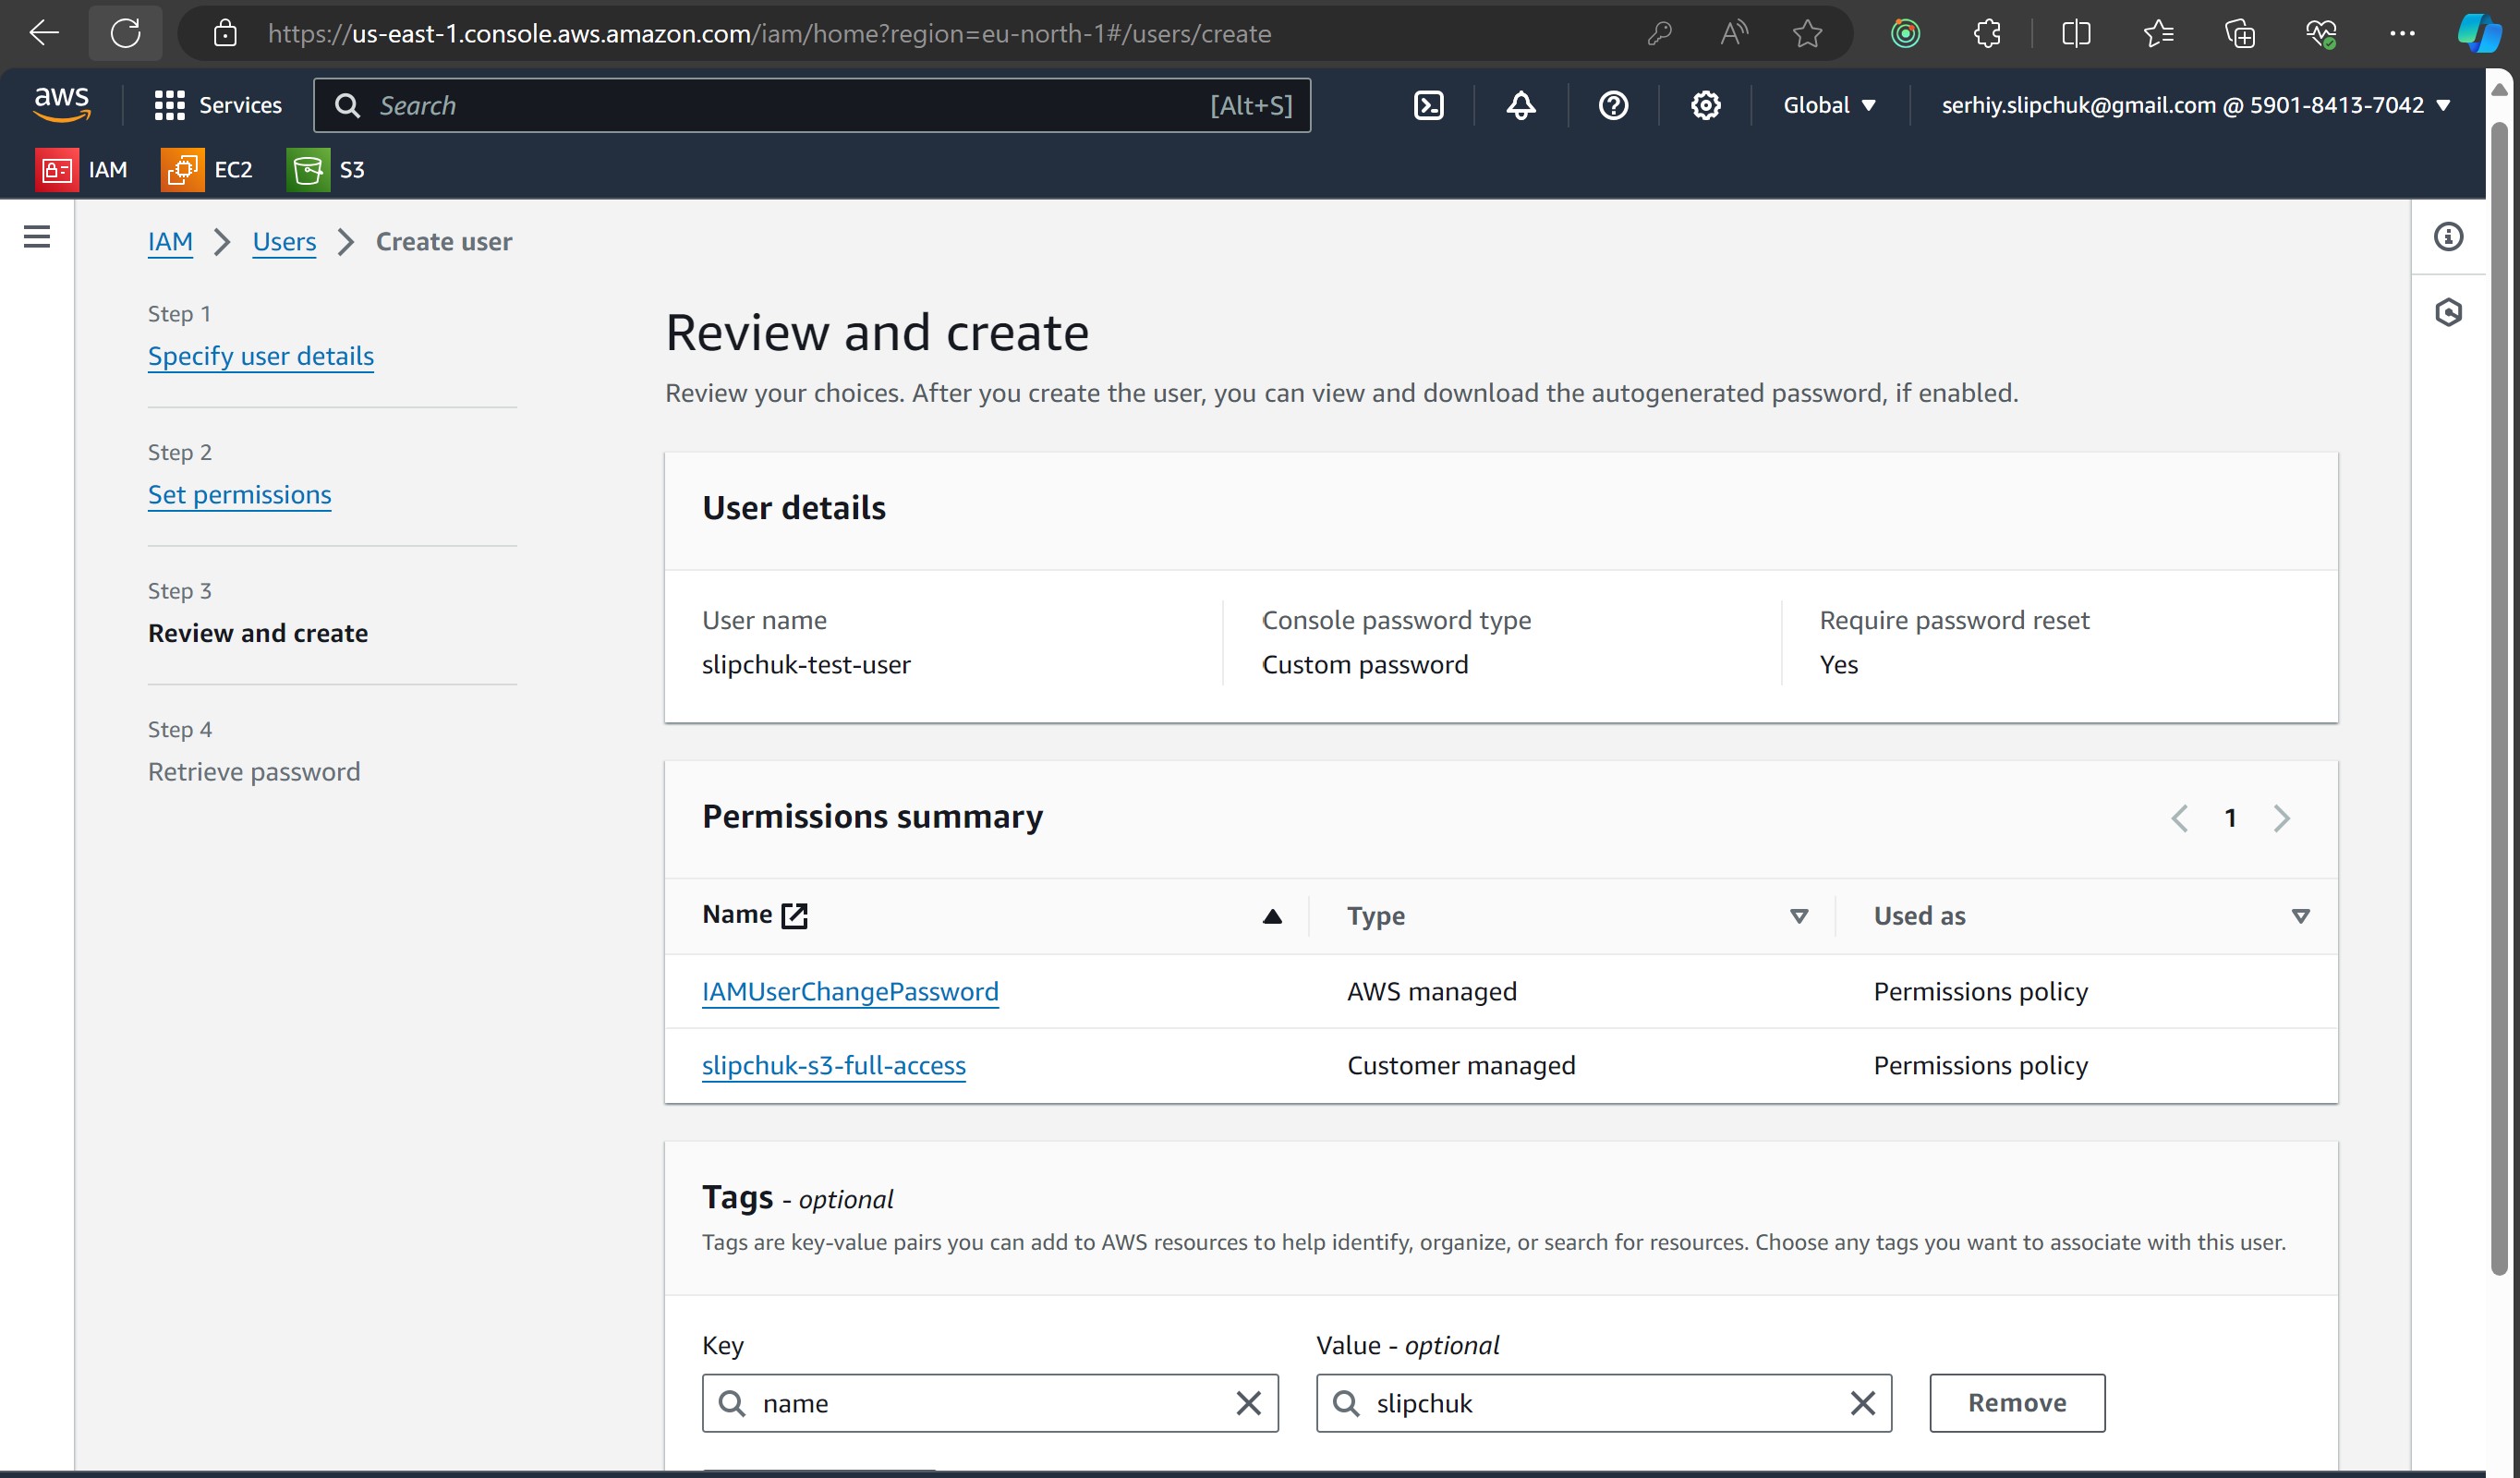 https://us-east-1.console.aws.amazon.com/iam/home?region=eu-north-1#/users/create
aws
Services
Search
[Alt+S]
Global
serhiy.slipchuk@gmail.com @ 5901-8413-7042
IAM
EC2
S3
IAM
Users
Create user
Step 1
Specify user details
Step 2
Set permissions
Step 3
Review and create
Step 4
Retrieve password
Review and create
Review your choices. After you create the user, you can view and download the autogenerated password, if enabled.
User details
User name
slipchuk-test-user
Console password type
Custom password
Require password reset
Yes
Permissions summary
1
Name
Type
Used as
IAMUserChangePassword
AWS managed
Permissions policy
slipchuk-s3-full-access
Customer managed
Permissions policy
Tags - optional
Tags are key-value pairs you can add to AWS resources to help identify, organize, or search for resources. Choose any tags you want to associate with this user.
Key
Value - optional
name
slipchuk
Remove